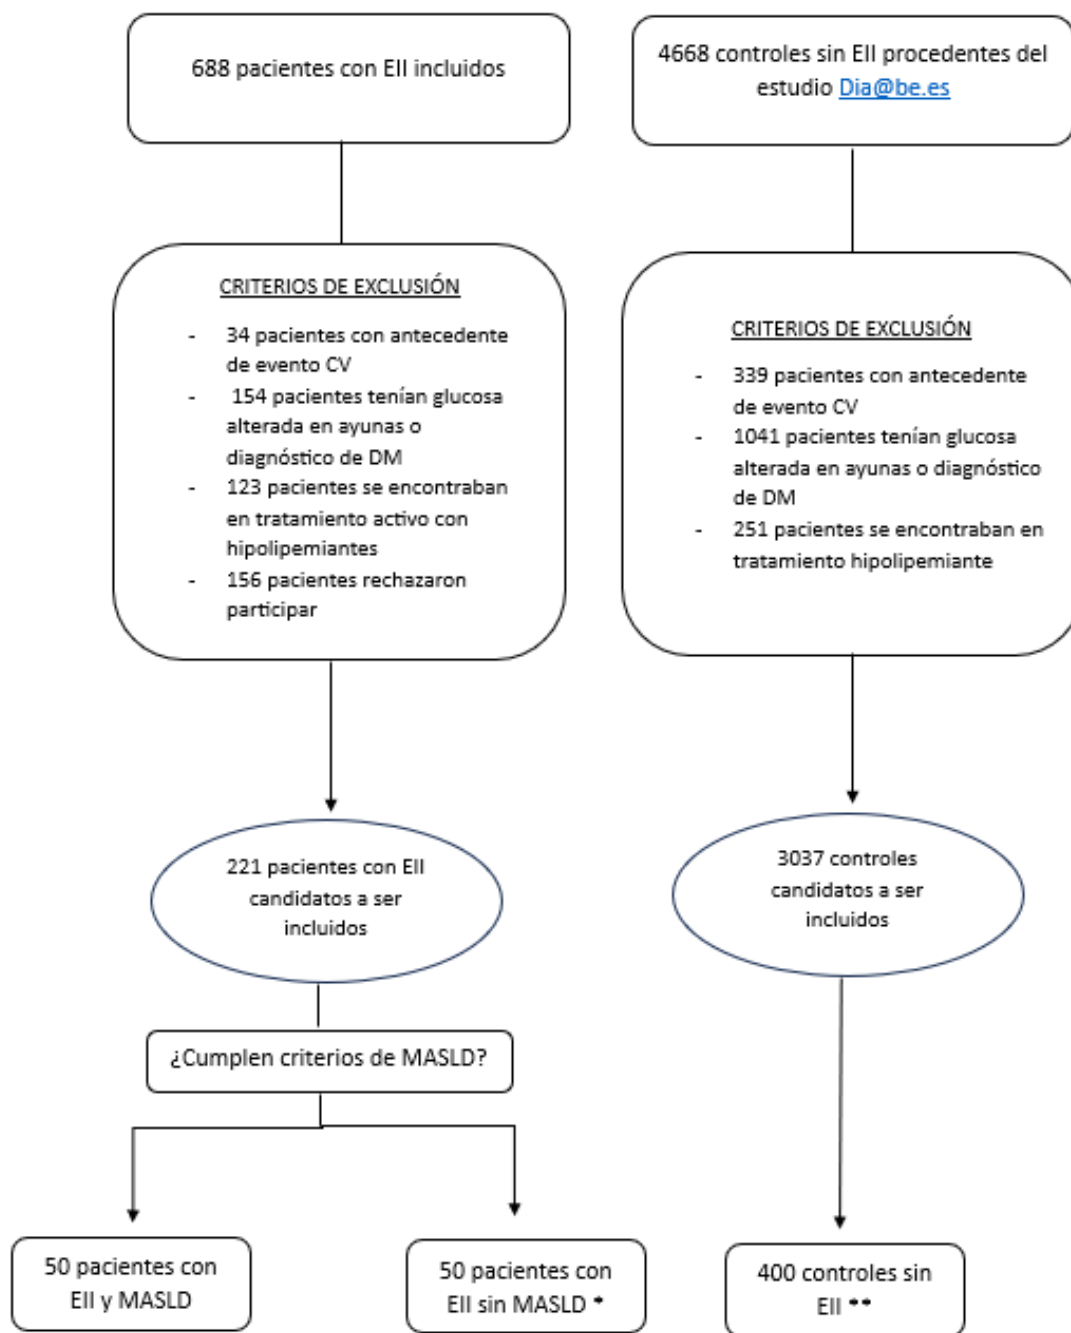 688 pacientes con EII incluidos
4668 controles sin EII procedentes del
estudio Dia@be.es
CRITERIOS DE EXCLUSIÓN
- 34 pacientes con antecedente
de evento CV
- 154 pacientes tenían glucosa
alterada en ayunas o
diagnóstico de DM
- 123 pacientes se encontraban
en tratamiento activo con
hipolipemiantes
- 156 pacientes rechazaron
participar
CRITERIOS DE EXCLUSIÓN
- 339 pacientes con antecedente
de evento CV
- 1041 pacientes tenían glucosa
alterada en ayunas o diagnóstico
de DM
- 251 pacientes se encontraban en
tratamiento hipolipemiante
221 pacientes con EII
candidatos a ser
incluidos
3037 controles
candidatos a ser
incluidos
¿Cumplen criterios de MASLD?
50 pacientes con
EII y MASLD
50 pacientes con
EII sin MASLD *
400 controles sin
EII **